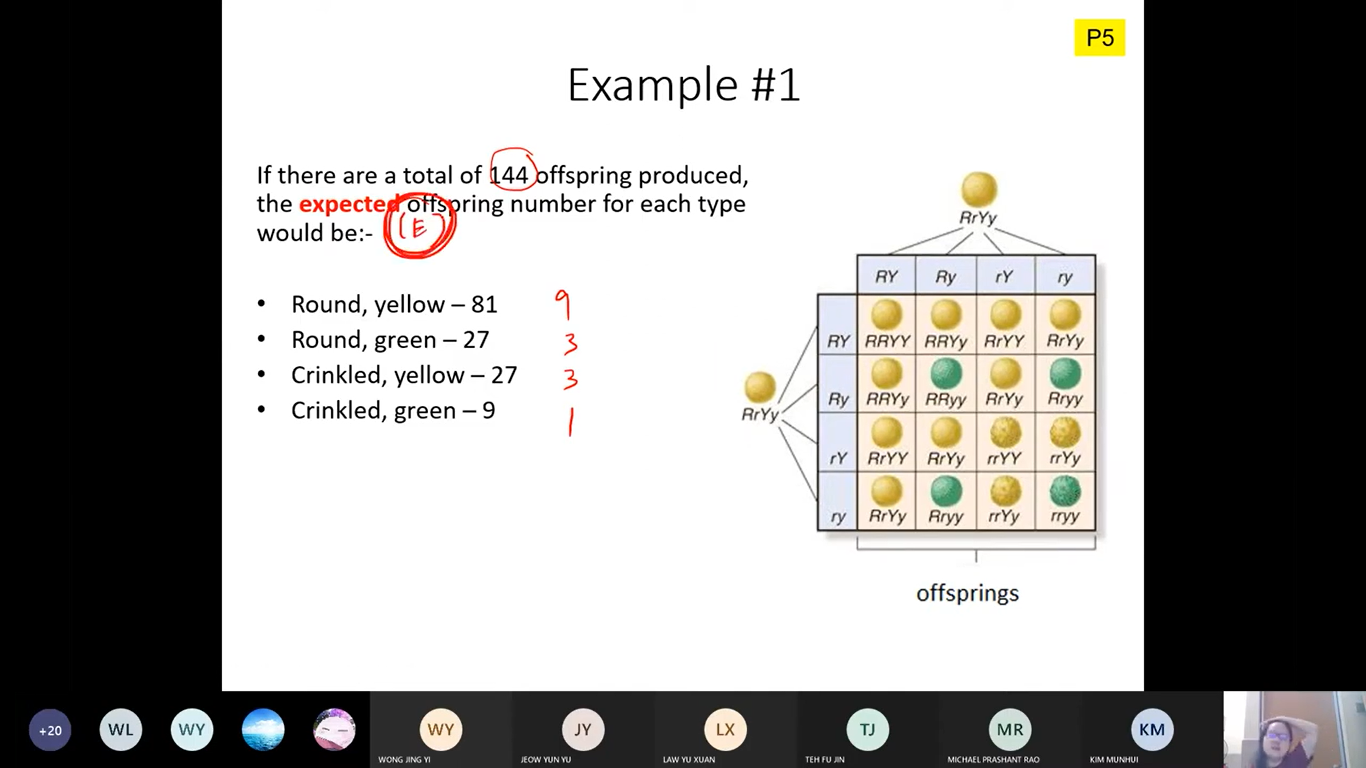 P5
Example #1
If there are a total of 144 offspring produced,
the expected offspring number for each type
would be:- (E)
• Round, yellow – 81 9
• Round, green – 27 3
• Crinkled, yellow – 27 3
• Crinkled, green – 9 1
RrYy
RY Ry rY ry
RY RRYY RRYy RrYY RrYy
RrYy
Ry RRYy RRyy RrYy Rryy
rY RrYY RrYy rrYY rrYy
ry RrYy Rryy rrYy rryy
offsprings
+20 WL WY WY JY LX TJ MR KM
WONG JING YI JEOW YUN YU LAW YU XUAN TEH FU JIN MICHAEL PRASHANT RAO KIM MUNHUI